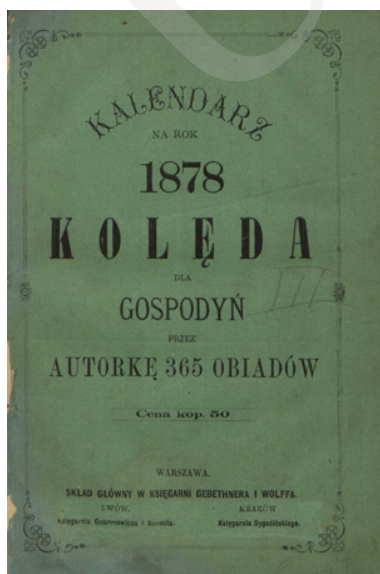 KALENDARZ
NA ROK
1878
KOLĘDA
DLA
GOSPODYŃ
PRZEZ
AUTORKĘ 365 OBIADÓW
Cena kop. 50
WARSZAWA.
SKŁAD GŁÓWNY W KSIĘGARNI GEBETHNERA I WOLFFA.
LWÓW. KRAKÓW
Księgarnia Gubrynowicza i Schmidta. Księgarnia Dygasińskiego.
III